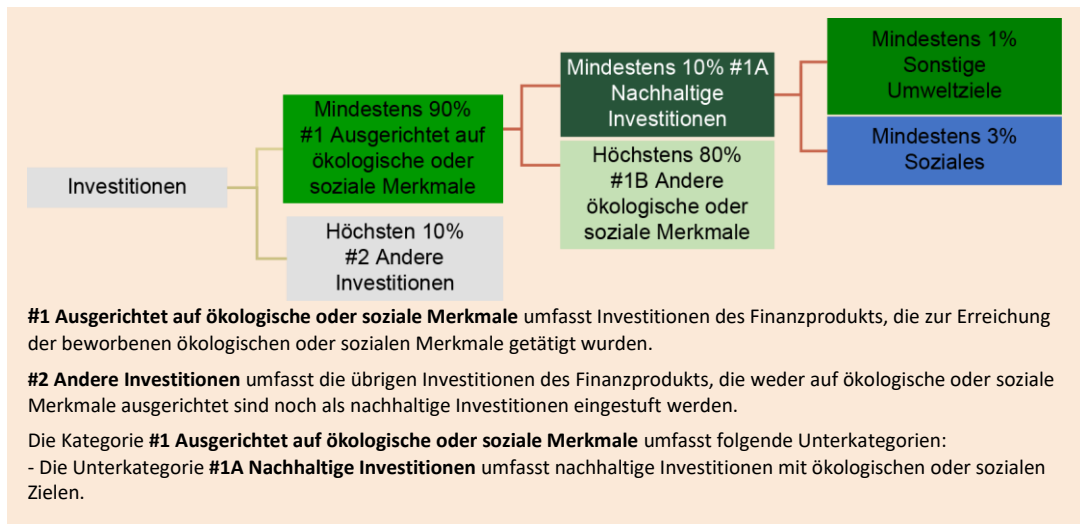 Investitionen
Mindestens 90%
#1 Ausgerichtet auf
ökologische oder
soziale Merkmale
Höchsten 10%
#2 Andere
Investitionen
Mindestens 10% #1A
Nachhaltige
Investitionen
Höchstens 80%
#1B Andere
ökologische oder
soziale Merkmale
Mindestens 1%
Sonstige
Umweltziele
Mindestens 3%
Soziales
#1 Ausgerichtet auf ökologische oder soziale Merkmale umfasst Investitionen des Finanzprodukts, die zur Erreichung
der beworbenen ökologischen oder sozialen Merkmale getätigt wurden.
#2 Andere Investitionen umfasst die übrigen Investitionen des Finanzprodukts, die weder auf ökologische oder soziale
Merkmale ausgerichtet sind noch als nachhaltige Investitionen eingestuft werden.
Die Kategorie #1 Ausgerichtet auf ökologische oder soziale Merkmale umfasst folgende Unterkategorien:
- Die Unterkategorie #1A Nachhaltige Investitionen umfasst nachhaltige Investitionen mit ökologischen oder sozialen
Zielen.